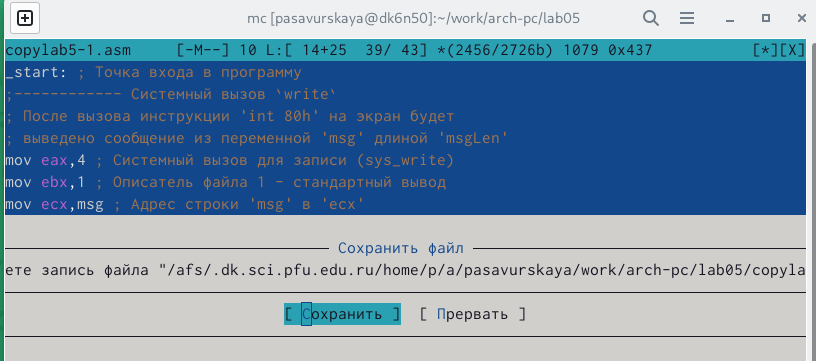 mc [pasavurskaya@dk6n50]:~/work/arch-pc/lab05
copylab5-1.asm [-M--] 10 L:[ 14+25 39/ 43] *(2456/2726b) 1079 0x437 [*][X]
_start: ; Точка входа в программу
;------------ Системный вызов `write`
; После вызова инструкции 'int 80h' на экран будет
; выведено сообщение из переменной 'msg' длиной 'msgLen'
mov eax,4 ; Системный вызов для записи (sys_write)
mov ebx,1 ; Описатель файла 1 - стандартный вывод
mov ecx,msg ; Адрес строки 'msg' в 'ecx'
Сохранить файл
ете запись файла "/afs/.dk.sci.pfu.edu.ru/home/p/a/pasavurskaya/work/arch-pc/lab05/copyla
[ Сохранить ] [ Прервать ]